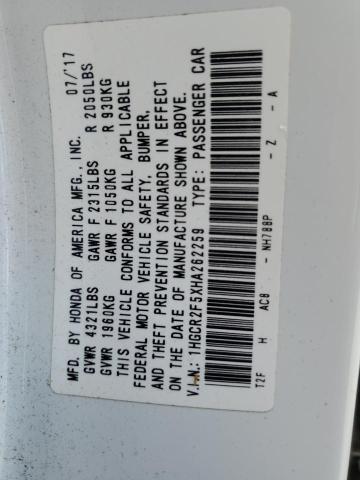 MFD. BY HONDA OF AMERICA MFG., INC. 07/'17
GVWR 4321LBS GAWR F 2315LBS R 2050LBS
GVWR 1960KG GAWR F 1050KG R 930KG
THIS VEHICLE CONFORMS TO ALL APPLICABLE
FEDERAL MOTOR VEHICLE SAFETY, BUMPER,
AND THEFT PREVENTION STANDARDS IN EFFECT
ON THE DATE OF MANUFACTURE SHOWN ABOVE.
V.I.N.: 1HGCR2F5XHA262259 TYPE: PASSENGER CAR
T2F H AC8 - NH788P - Z - A